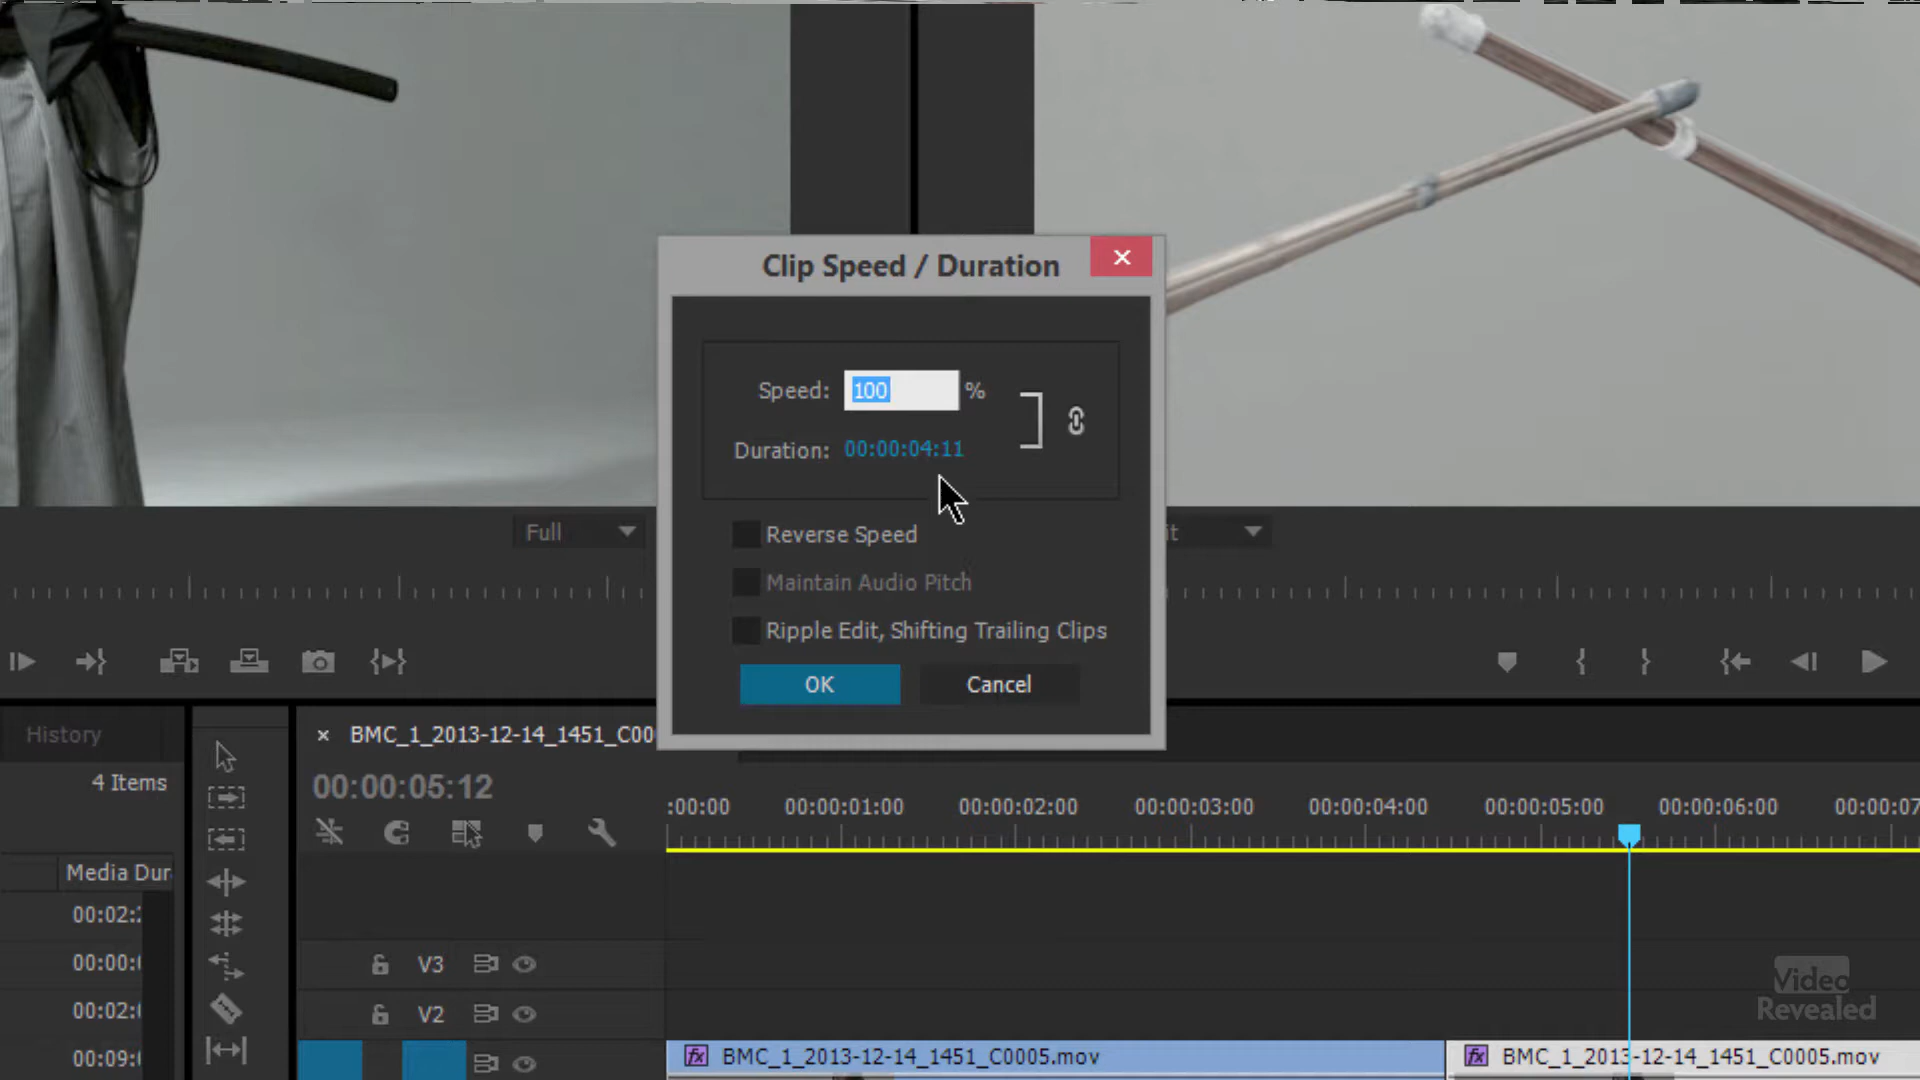 Clip Speed / Duration
Speed: 100 %
Duration: 00:00:04:11
Reverse Speed
Maintain Audio Pitch
Ripple Edit, Shifting Trailing Clips
OK
Cancel
Full
History
4 Items
Media Dur
00:02:
00:00:
00:02:
00:09:
× BMC_1_2013-12-14_1451_C00
00:00:05:12
:00:00 00:00:01:00 00:00:02:00 00:00:03:00 00:00:04:00 00:00:05:00 00:00:06:00 00:00:07
V3
V2
fx BMC_1_2013-12-14_1451_C0005.mov
fx BMC_1_2013-12-14_1451_C0005.mov
Video
Revealed